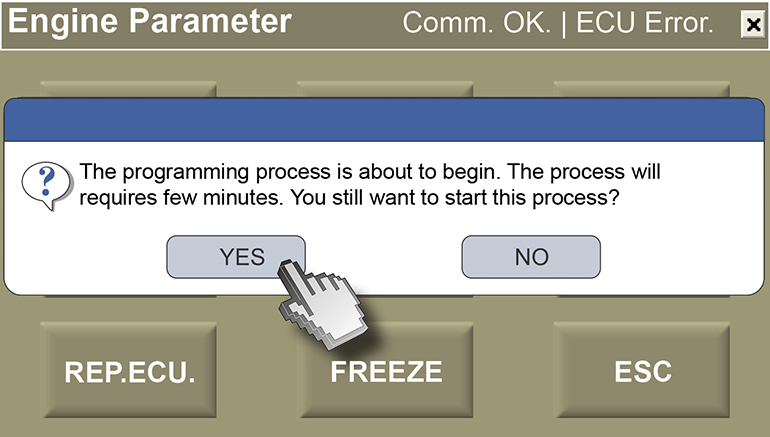 Engine Parameter Comm. OK. | ECU Error.
?
The programming process is about to begin. The process will
requires few minutes. You still want to start this process?
YES NO
REP.ECU. FREEZE ESC